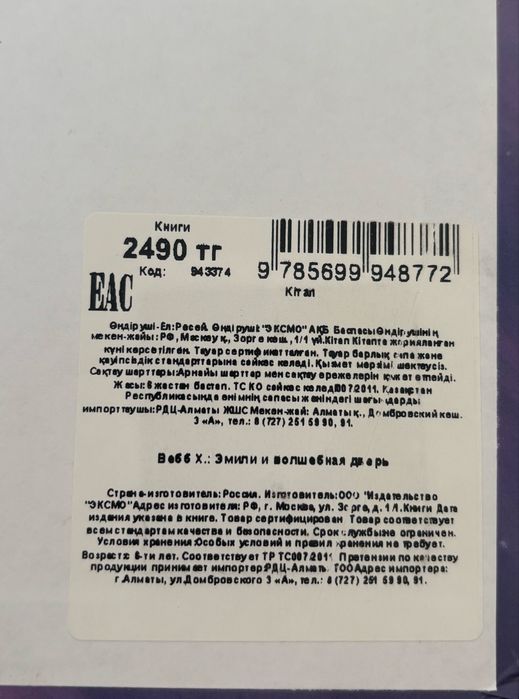 Книги
2490 тг
Код: 943374
9 785699 948772
Кітап
EAC
Өндіруші-Ел:Ресей. Өндіруші:"ЭКСМО" АҚБ Баспасы Өндірушінің
мекен-жайы: РФ, Мәскеу қ., Зорге көш., 1/1 үй.Кітап Кітапта жарияланған
күні көрсетілген. Тауар сертификатталған. Тауар барлық сапа және
қауіпсіздік стандарттарына сәйкес келеді. Қызмет мерзімі шектеусіз.
Сақтау шарттары:Арнайы шарттар мен сақтау ережелерін қажет етпейді.
Жасы: 6 жастан бастап. ТС КО сәйкес келеді007.2011. Қазақстан
Республикасында өнімнің сапасы жөніндегі шағымдарды
импорттаушы:РДЦ-Алматы ЖШС Мекен-жай: Алматы қ., Домбровский көш.
3 «А», тел.: 8 (727) 251 59 90, 91.
Вебб Х.: Эмили и волшебная дверь
Страна-изготовитель: Россия. Изготовитель:ООО "Издательство
"ЭКСМО"Адрес изготовителя: РФ, г. Москва, ул. Зорге, д. 1/1.Книги Дата
издания указана в книге. Товар сертифицирован Товар соответствует
всем стандартам качества и безопасности. Срок службы не ограничен.
Условия хранения:Особых условий и правил хранения не требует.
Возраст: 6-ти лет. Соответствует ТР ТС007.2011 Претензии по качеству
продукции принимает импортер:РДЦ-Алматы ТОО Адрес импортера:
г.Алматы, ул.Домбровского 3 «А», тел.: 8 (727) 251 59 90, 91.